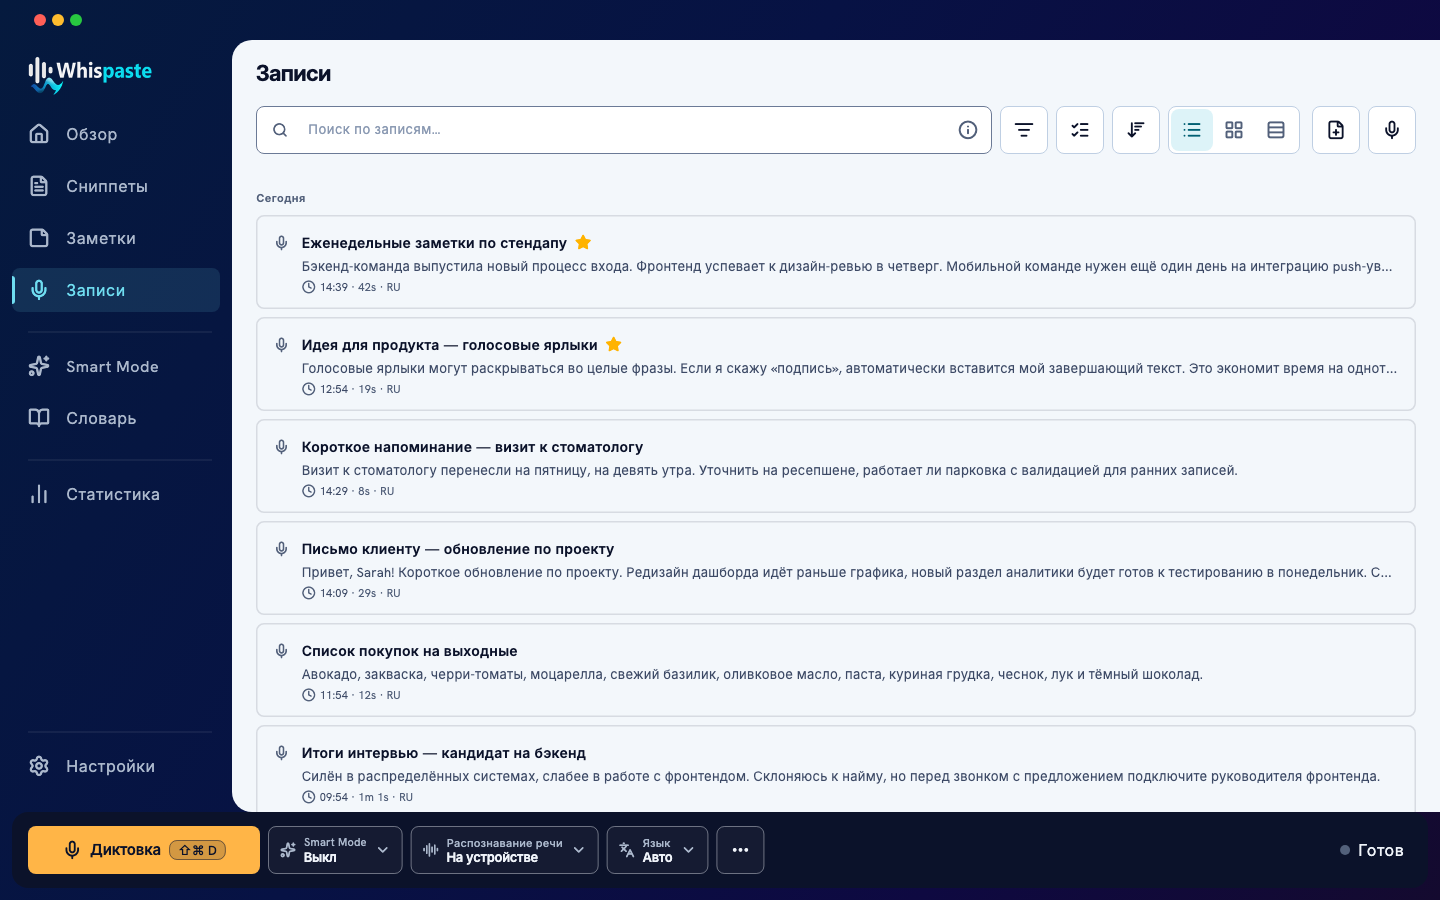 Whispaste
Обзор
Сниппеты
Заметки
Записи
Smart Mode
Словарь
Статистика
Настройки
Записи
Поиск по записям...
Сегодня
Еженедельные заметки по стендапу
Бэкенд-команда выпустила новый процесс входа. Фронтенд успевает к дизайн-ревью в четверг. Мобильной команде нужен ещё один день на интеграцию push-ув...
14:39 · 42s · RU
Идея для продукта — голосовые ярлыки
Голосовые ярлыки могут раскрываться во целые фразы. Если я скажу «подпись», автоматически вставится мой завершающий текст. Это экономит время на однот...
12:54 · 19s · RU
Короткое напоминание — визит к стоматологу
Визит к стоматологу перенесли на пятницу, на девять утра. Уточнить на ресепшене, работает ли парковка с валидацией для ранних записей.
14:29 · 8s · RU
Письмо клиенту — обновление по проекту
Привет, Sarah! Короткое обновление по проекту. Редизайн дашборда идёт раньше графика, новый раздел аналитики будет готов к тестированию в понедельник. С...
14:09 · 29s · RU
Список покупок на выходные
Авокадо, закваска, черри-томаты, моцарелла, свежий базилик, оливковое масло, паста, куриная грудка, чеснок, лук и тёмный шоколад.
11:54 · 12s · RU
Итоги интервью — кандидат на бэкенд
Силён в распределённых системах, слабее в работе с фронтендом. Склоняюсь к найму, но перед звонком с предложением подключите руководителя фронтенда.
09:54 · 1m 1s · RU
Диктовка ⇧⌘ D
Smart Mode
Выкл
Распознавание речи
На устройстве
Язык
Авто
Готов